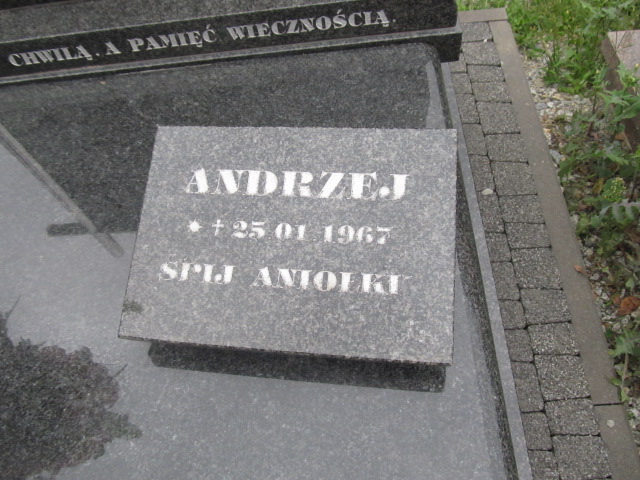 CHWILĄ, A PAMIĘĆ WIECZNOŚCIĄ.
ANDRZEJ
* † 25.01.1967
ŚPIJ ANIOŁKU